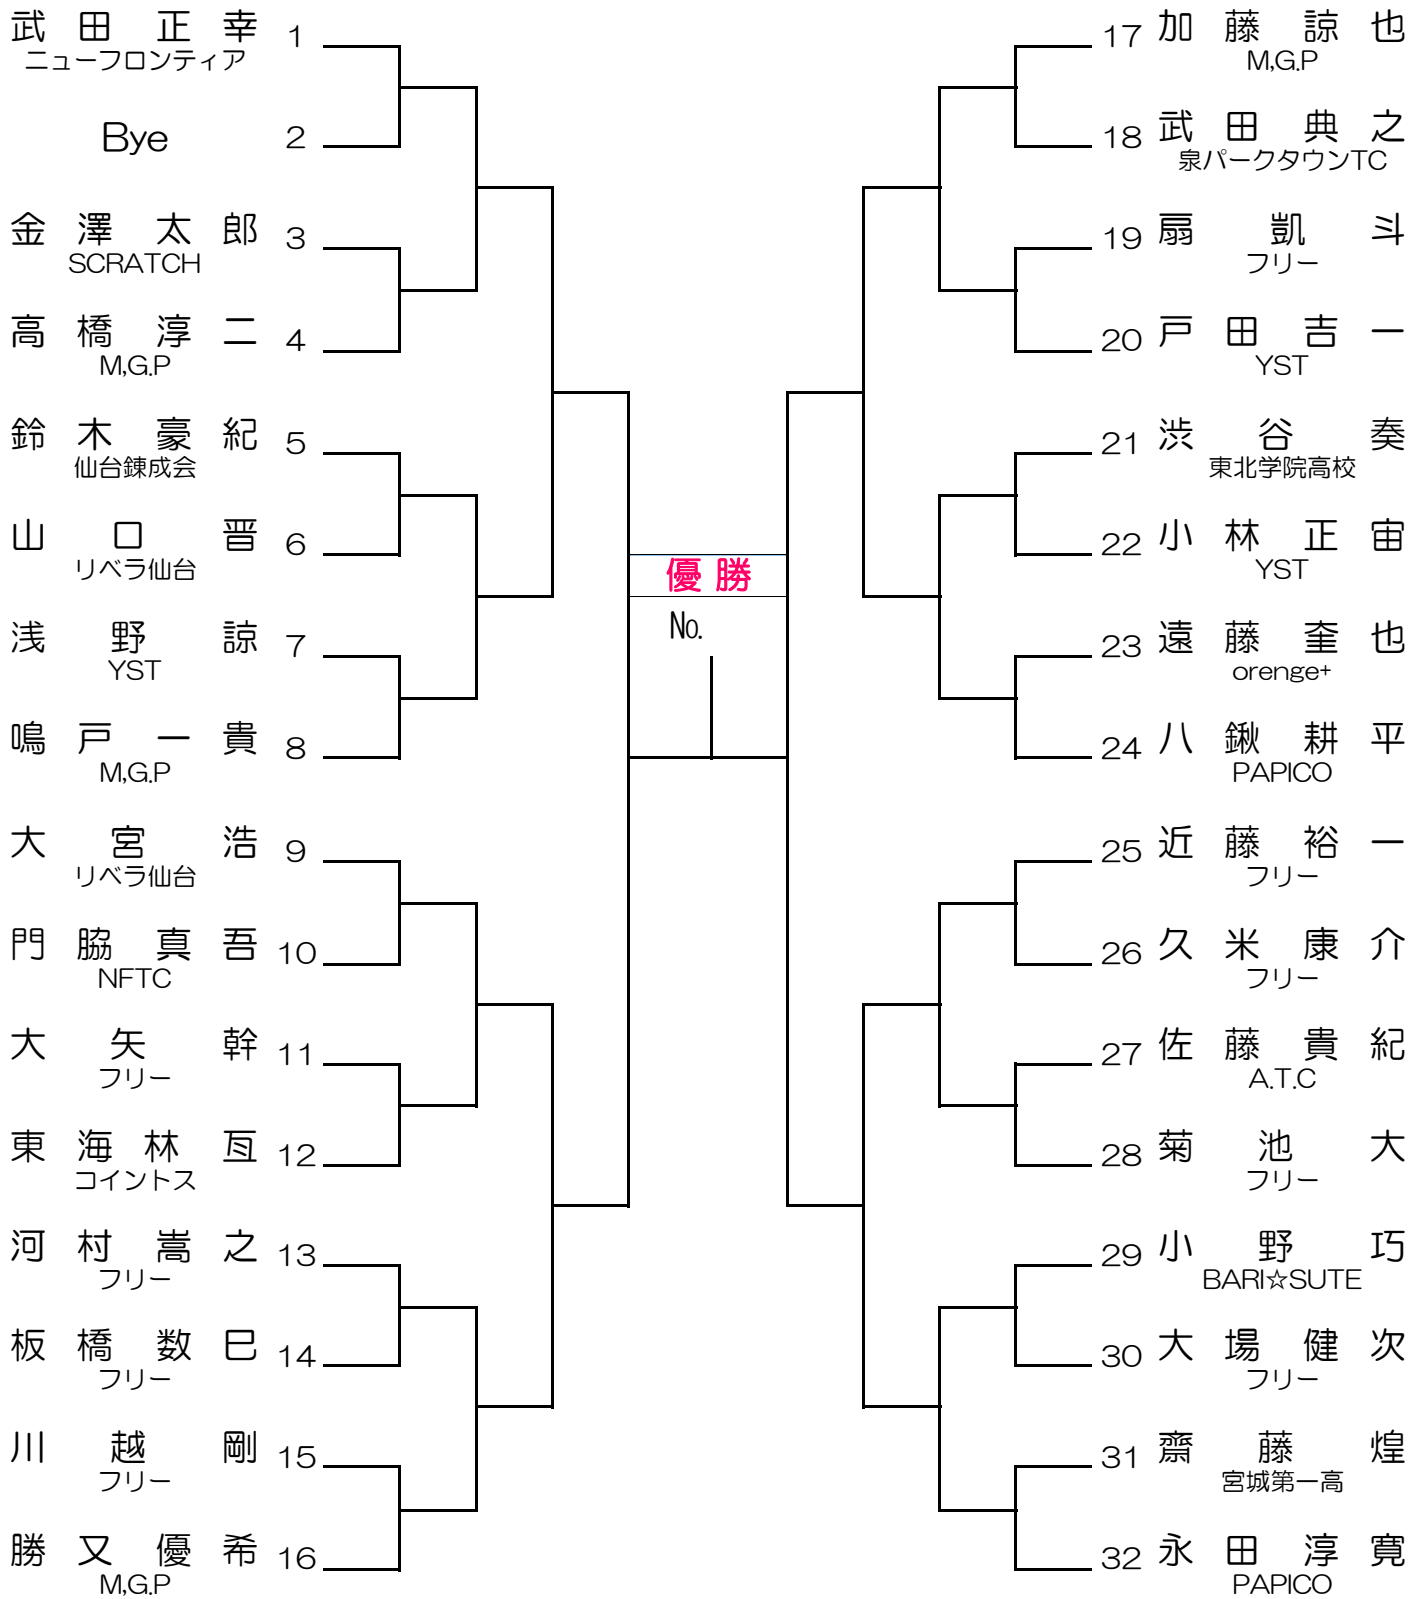 武田正幸 1
ニューフロンティア
Bye 2
金澤太郎 3
SCRATCH
高橋淳二 4
M,G.P
鈴木豪紀 5
仙台錬成会
山口晋 6
リベラ仙台
浅野諒 7
YST
鳴戸一貴 8
M,G.P
大宮浩 9
リベラ仙台
門脇真吾 10
NFTC
大矢幹 11
フリー
東海林亙 12
コイントス
河村嵩之 13
フリー
板橋数巳 14
フリー
川越剛 15
フリー
勝又優希 16
M,G.P
優勝
No.
17 加藤諒也
M,G.P
18 武田典之
泉パークタウンTC
19 扇凱斗
フリー
20 戸田吉一
YST
21 渋谷奏
東北学院高校
22 小林正宙
YST
23 遠藤奎也
orenge+
24 八鍬耕平
PAPICO
25 近藤裕一
フリー
26 久米康介
フリー
27 佐藤貴紀
A.T.C
28 菊池大
フリー
29 小野巧
BARI☆SUTE
30 大場健次
フリー
31 齋藤煌
宮城第一高
32 永田淳寛
PAPICO